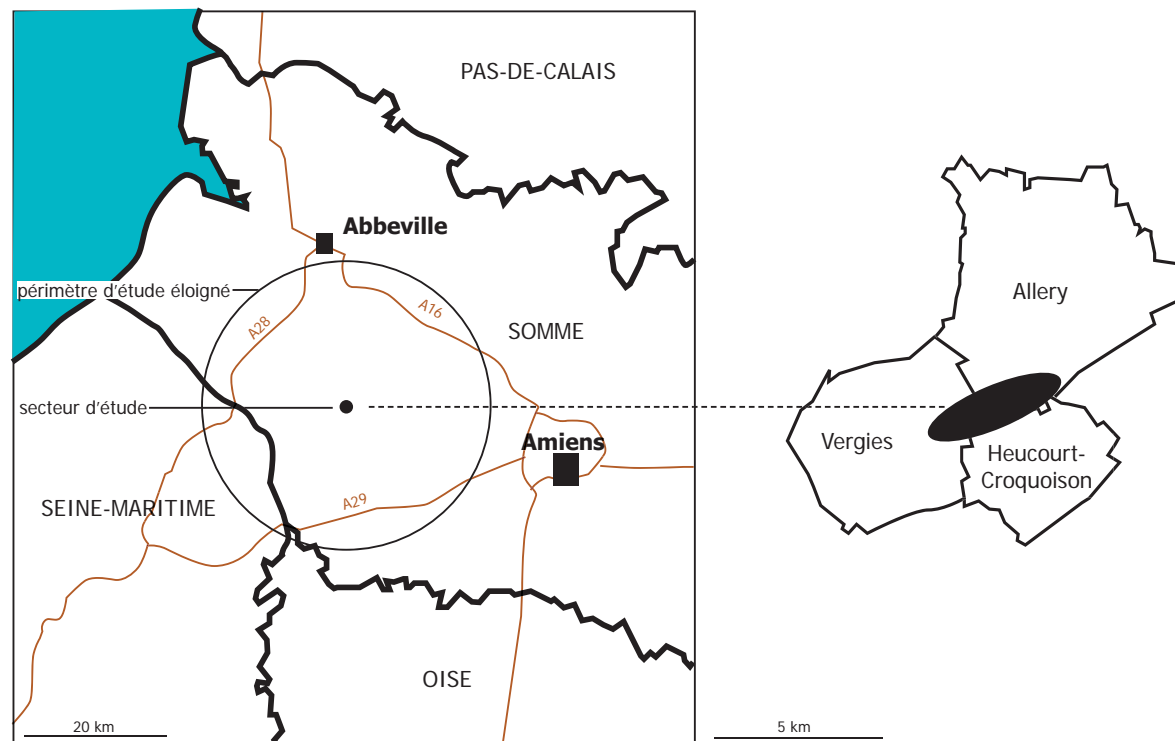 PAS-DE-CALAIS
Abbeville
périmètre d'étude éloigné
A28
A16
SOMME
Allery
secteur d'étude
Amiens
Vergies
Heucourt-
Croquoison
SEINE-MARITIME
A29
OISE
20 km
5 km